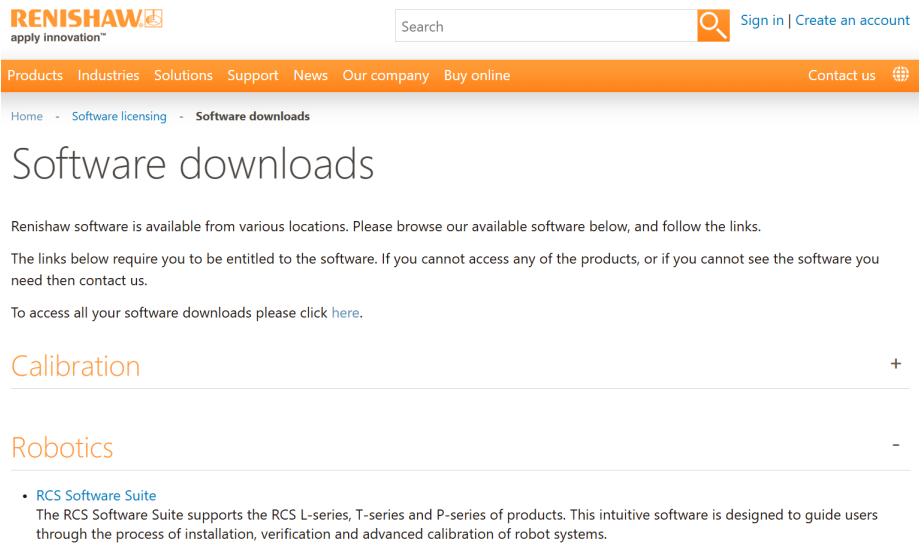 RENISHAW
apply innovation™
Search
Sign in | Create an account
Products Industries Solutions Support News Our company Buy online Contact us
Home - Software licensing - Software downloads
Software downloads
Renishaw software is available from various locations. Please browse our available software below, and follow the links.
The links below require you to be entitled to the software. If you cannot access any of the products, or if you cannot see the software you
need then contact us.
To access all your software downloads please click here.
Calibration +
Robotics -
• RCS Software Suite
The RCS Software Suite supports the RCS L-series, T-series and P-series of products. This intuitive software is designed to guide users
through the process of installation, verification and advanced calibration of robot systems.